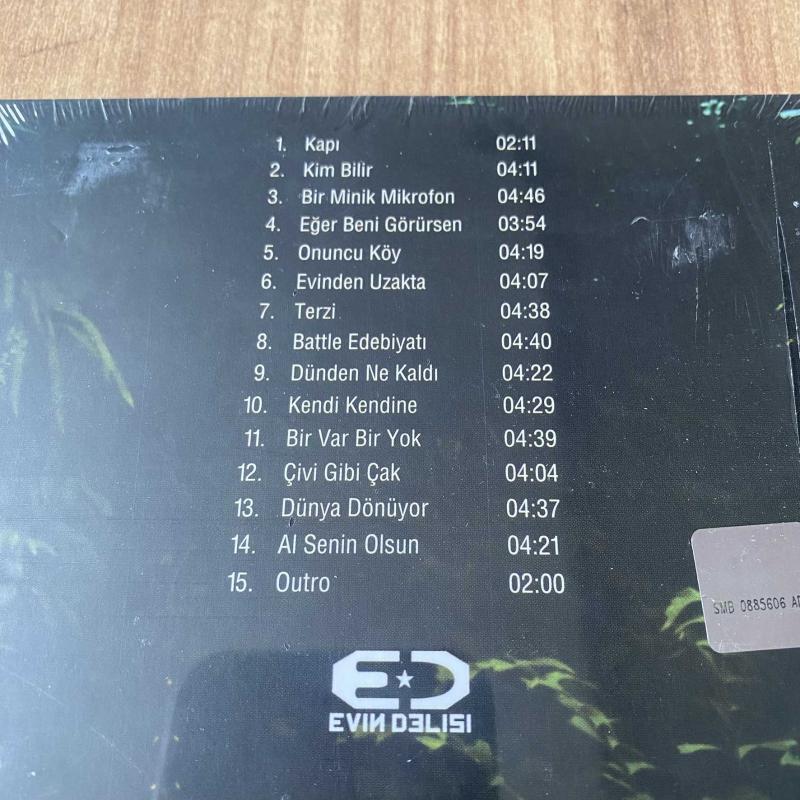 1. Kapı 02:11
2. Kim Bilir 04:11
3. Bir Minik Mikrofon 04:46
4. Eğer Beni Görürsen 03:54
5. Onuncu Köy 04:19
6. Evinden Uzakta 04:07
7. Terzi 04:38
8. Battle Edebiyatı 04:40
9. Dünden Ne Kaldı 04:22
10. Kendi Kendine 04:29
11. Bir Var Bir Yok 04:39
12. Çivi Gibi Çak 04:04
13. Dünya Dönüyor 04:37
14. Al Senin Olsun 04:21
15. Outro 02:00
SMB 0885606
ED
EVIN DELISI